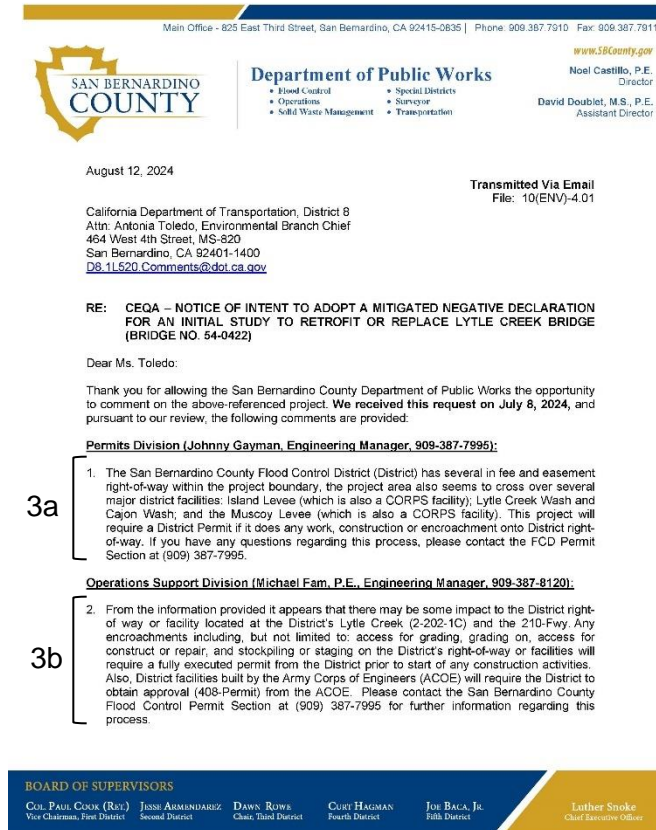 Main Office - 825 East Third Street, San Bernardino, CA 92415-0835 | Phone: 909.387.7910 Fax: 909.387.7911
www.SBCounty.gov
SAN BERNARDINO
COUNTY
Department of Public Works
• Flood Control
• Operations
• Solid Waste Management
• Special Districts
• Surveyor
• Transportation
Noel Castillo, P.E.
Director
David Doublet, M.S., P.E.
Assistant Director
August 12, 2024
Transmitted Via Email
File: 10(ENV)-4.01
California Department of Transportation, District 8
Attn: Antonia Toledo, Environmental Branch Chief
464 West 4th Street, MS-820
San Bernardino, CA 92401-1400
D8.1L520.Comments@dot.ca.gov
RE: CEQA – NOTICE OF INTENT TO ADOPT A MITIGATED NEGATIVE DECLARATION
FOR AN INITIAL STUDY TO RETROFIT OR REPLACE LYTLE CREEK BRIDGE
(BRIDGE NO. 54-0422)
Dear Ms. Toledo:
Thank you for allowing the San Bernardino County Department of Public Works the opportunity
to comment on the above-referenced project. We received this request on July 8, 2024, and
pursuant to our review, the following comments are provided:
Permits Division (Johnny Gayman, Engineering Manager, 909-387-7995):
3a
1. The San Bernardino County Flood Control District (District) has several in fee and easement
right-of-way within the project boundary, the project area also seems to cross over several
major district facilities: Island Levee (which is also a CORPS facility); Lytle Creek Wash and
Cajon Wash; and the Muscoy Levee (which is also a CORPS facility). This project will
require a District Permit if it does any work, construction or encroachment onto District right-
of-way. If you have any questions regarding this process, please contact the FCD Permit
Section at (909) 387-7995.
Operations Support Division (Michael Fam, P.E., Engineering Manager, 909-387-8120):
3b
2. From the information provided it appears that there may be some impact to the District right-
of way or facility located at the District's Lytle Creek (2-202-1C) and the 210-Fwy. Any
encroachments including, but not limited to: access for grading, grading on, access for
construct or repair, and stockpiling or staging on the District's right-of-way or facilities will
require a fully executed permit from the District prior to start of any construction activities.
Also, District facilities built by the Army Corps of Engineers (ACOE) will require the District to
obtain approval (408-Permit) from the ACOE. Please contact the San Bernardino County
Flood Control Permit Section at (909) 387-7995 for further information regarding this
process.
BOARD OF SUPERVISORS
COL. PAUL COOK (RET.)
Vice Chairman, First District
JESSE ARMENDAREZ
Second District
DAWN ROWE
Chair, Third District
CURT HAGMAN
Fourth District
JOE BACA, JR.
Fifth District
Luther Snoke
Chief Executive Officer